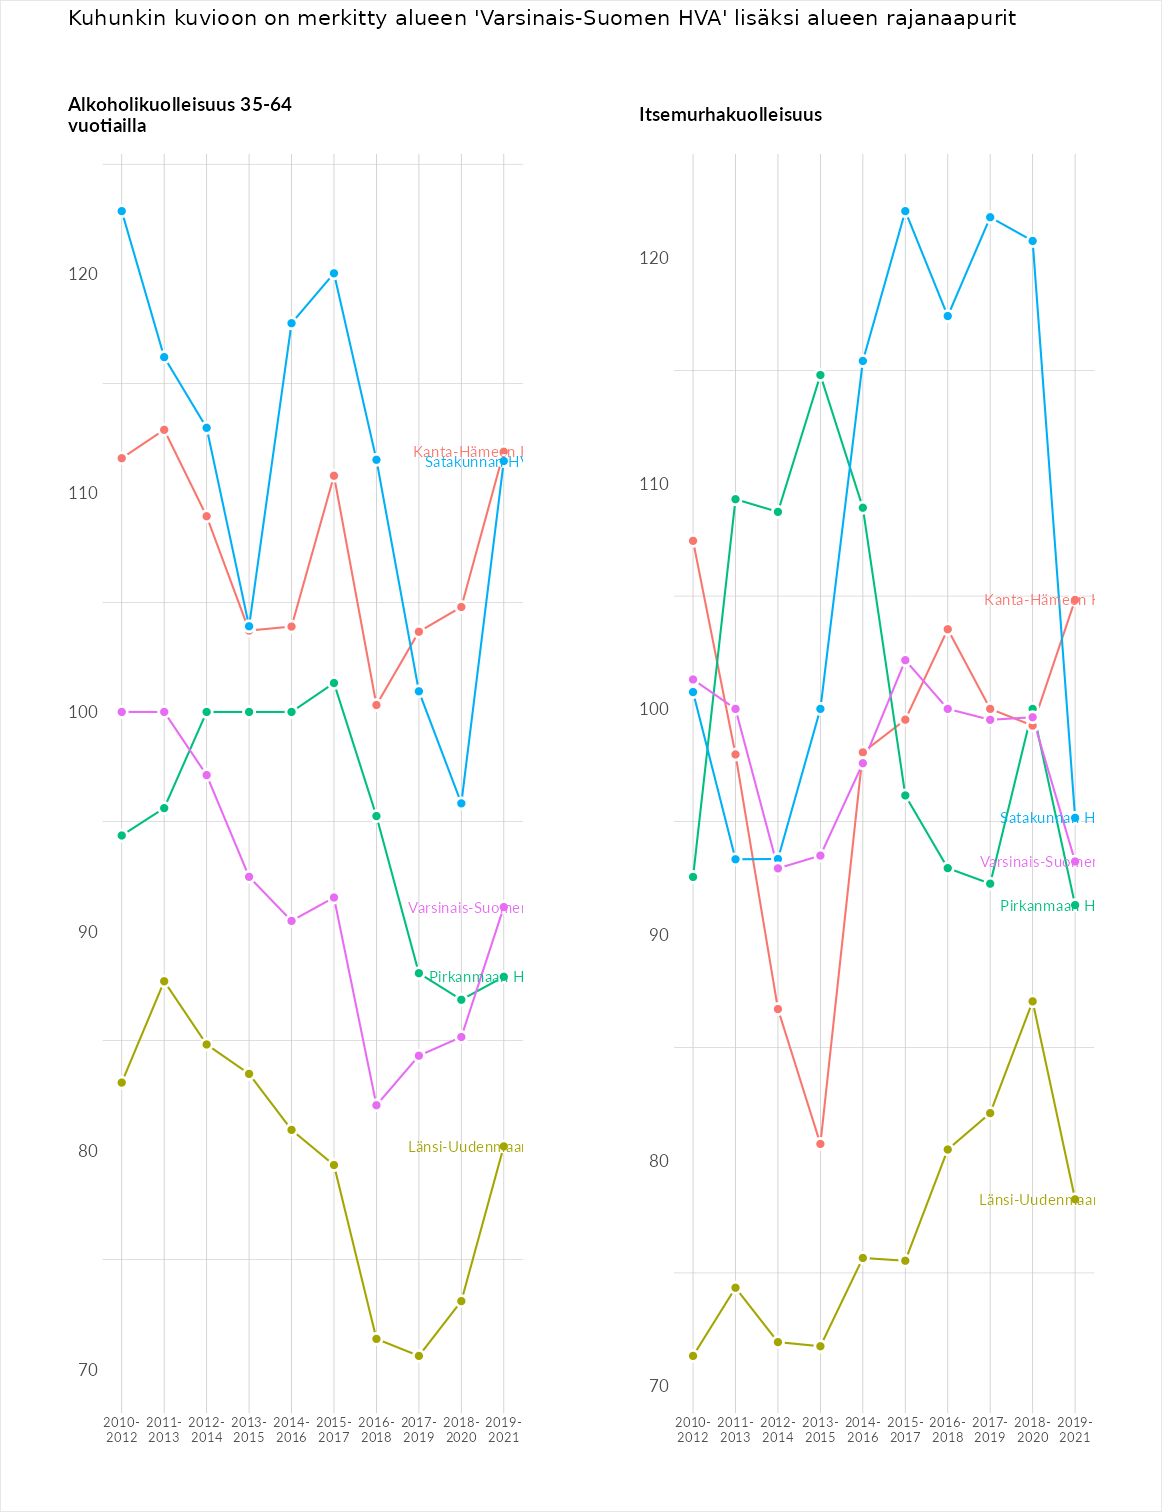 Kuhunkin kuvioon on merkitty alueen 'Varsinais-Suomen HVA' lisäksi alueen rajanaapurit
Alkoholikuolleisuus 35-64
vuotiailla
120
110
100
90
80
70
Kanta-Hämeen
Satakunnan HV
Varsinais-Suomen
Pirkanmaan H
Länsi-Uudenmaan
2010- 2011- 2012- 2013- 2014- 2015- 2016- 2017- 2018- 2019-
2012 2013 2014 2015 2016 2017 2018 2019 2020 2021
Itsemurhakuolleisuus
120
110
100
90
80
70
Kanta-Hämeen H
Satakunnan H
Varsinais-Suomen
Pirkanmaan H
Länsi-Uudenmaan
2010- 2011- 2012- 2013- 2014- 2015- 2016- 2017- 2018- 2019-
2012 2013 2014 2015 2016 2017 2018 2019 2020 2021